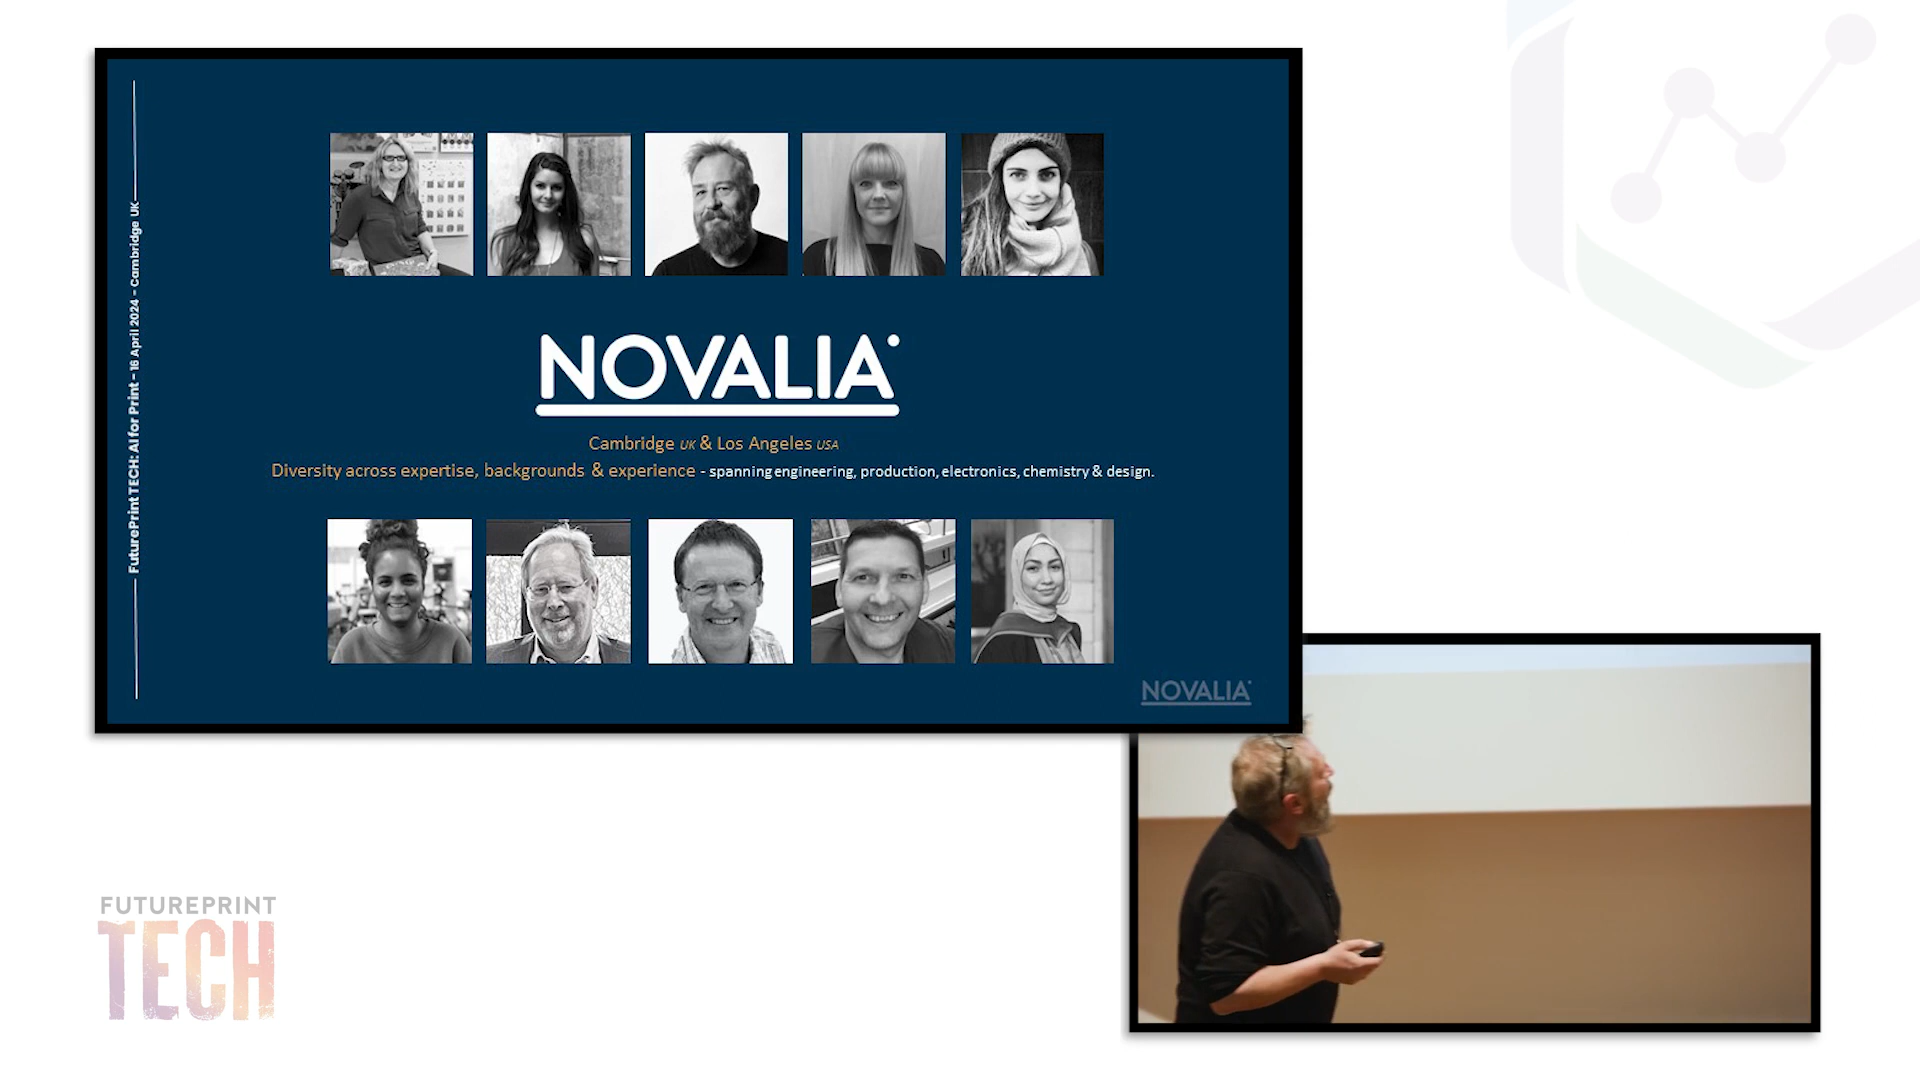 FuturePrint TECH: AI for Print - 16 April 2024 - Cambridge UK
NOVALIA
Cambridge UK & Los Angeles USA
Diversity across expertise, backgrounds & experience - spanning engineering, production, electronics, chemistry & design.
NOVALIA
FUTUREPRINT
TECH